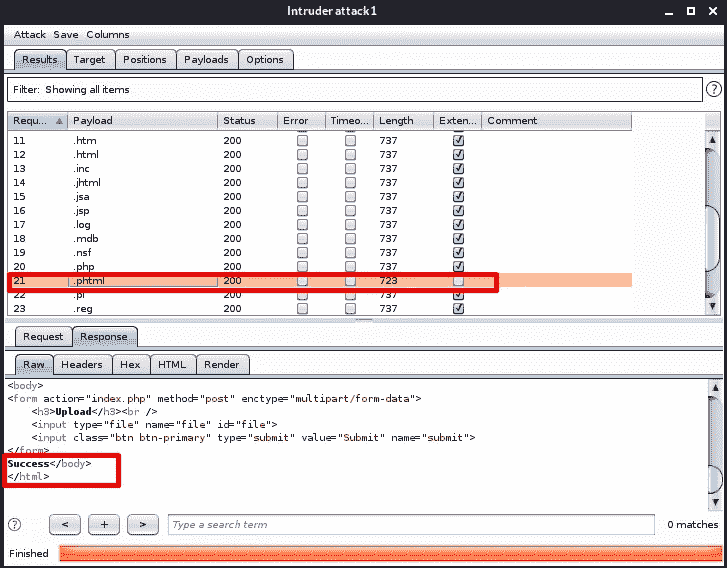 Intruder attack1
Attack Save Columns
Results Target Positions Payloads Options
Filter: Showing all items ?
Requ... Payload Status Error Timeo... Length Exten... Comment
11 .htm 200 737
12 .html 200 737
13 .inc 200 737
14 .jhtml 200 737
15 .jsa 200 737
16 .jsp 200 737
17 .log 200 737
18 .mdb 200 737
19 .nsf 200 737
20 .php 200 737
21 .phtml 200 723
22 .pl 200 737
23 .reg 200 737
Request Response
Raw Headers Hex HTML Render
<body>
<form action="index.php" method="post" enctype="multipart/form-data">
<h3>Upload</h3><br />
<input type="file" name="file" id="file">
<input class="btn btn-primary" type="submit" value="Submit" name="submit">
</form>
Success</body>
</html>
? < + > Type a search term 0 matches
Finished